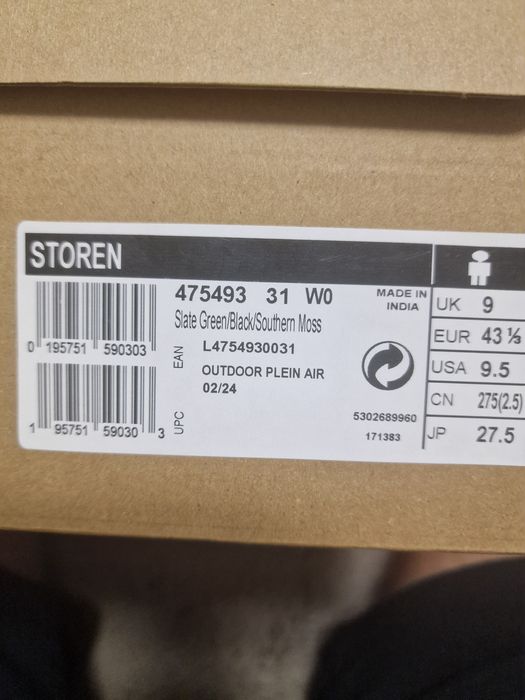 STOREN
475493 31 W0
Slate Green/Black/Southern Moss
EAN
L4754930031
OUTDOOR PLEIN AIR
02/24
0 195751 590303
UPC
1 95751 59030 3
MADE IN
INDIA
5302689960
171383
UK 9
EUR 43 ⅓
USA 9.5
CN 275(2.5)
JP 27.5